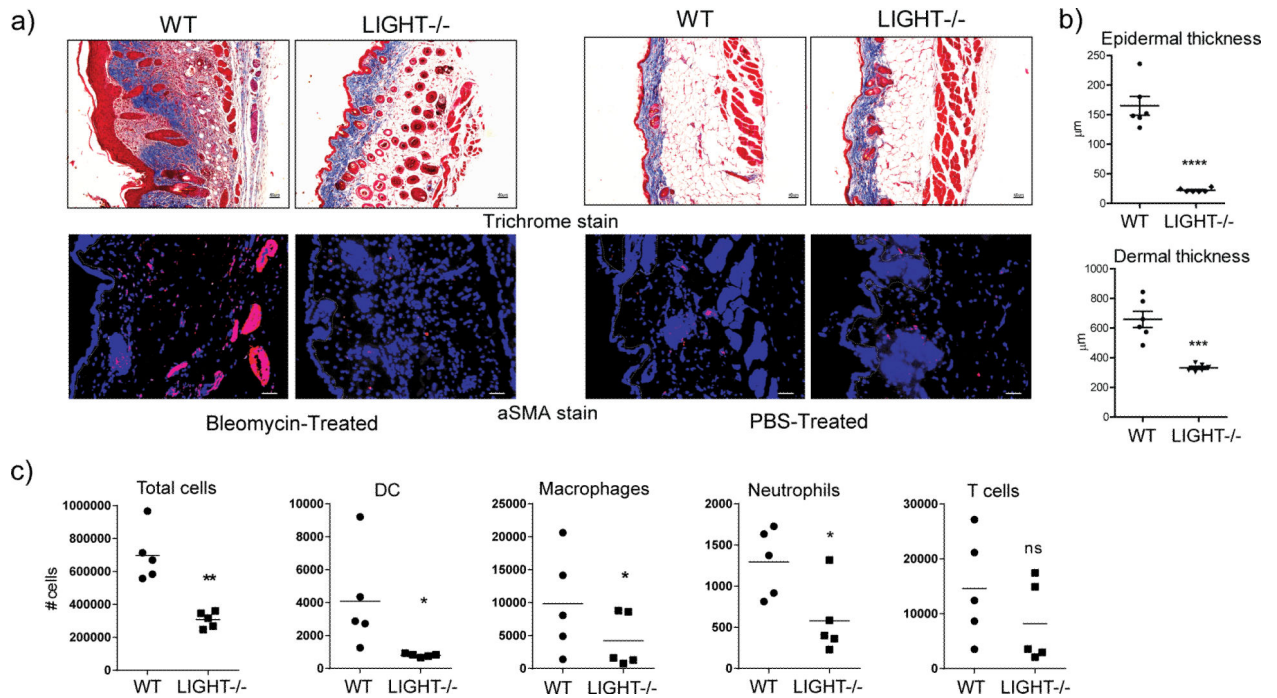 a)
WT LIGHT-/- WT LIGHT-/-
Trichrome stain
aSMA stain
Bleomycin-Treated PBS-Treated
b)
Epidermal thickness
250
200
150
100
50
0
µm
****
WT LIGHT-/-
Dermal thickness
1000
800
600
400
200
0
µm
***
WT LIGHT-/-
c)
Total cells
1000000
800000
600000
400000
200000
0
# cells
**
WT LIGHT-/-
DC
10000
8000
6000
4000
2000
0
*
WT LIGHT-/-
Macrophages
25000
20000
15000
10000
5000
0
*
WT LIGHT-/-
Neutrophils
2000
1500
1000
500
0
*
WT LIGHT-/-
T cells
30000
20000
10000
0
ns
WT LIGHT-/-